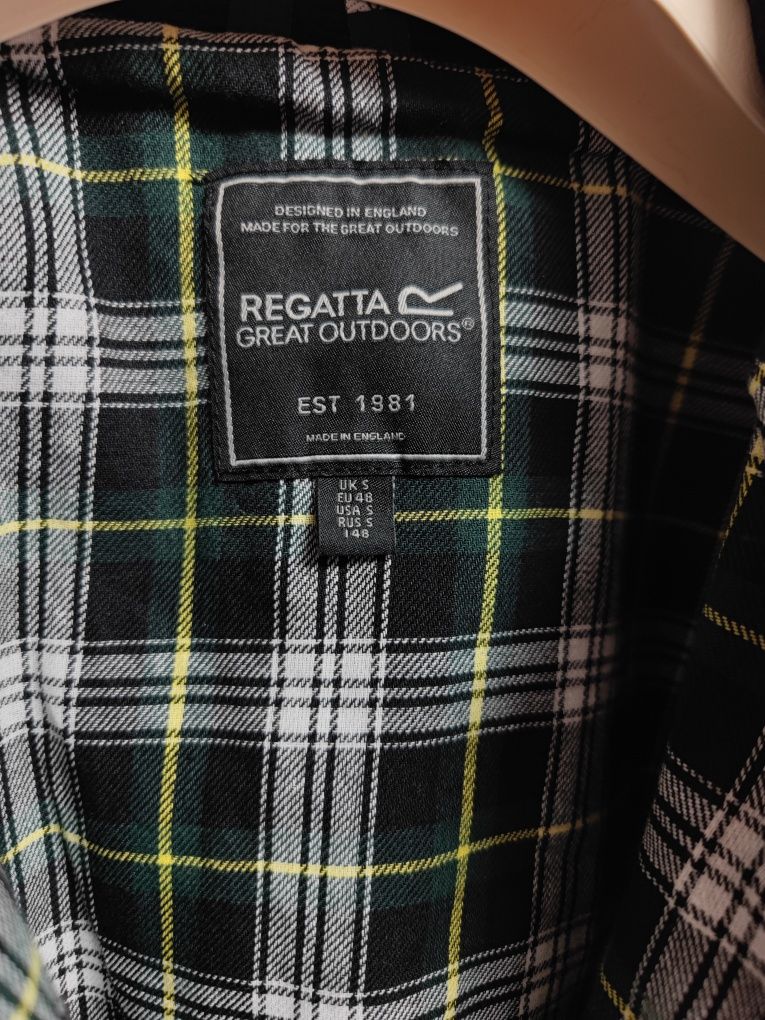 DESIGNED IN ENGLAND
MADE FOR THE GREAT OUTDOORS
REGATTA
GREAT OUTDOORS®
EST 1981
MADE IN ENGLAND
UK S
EU 48
USA S
RUS S
148